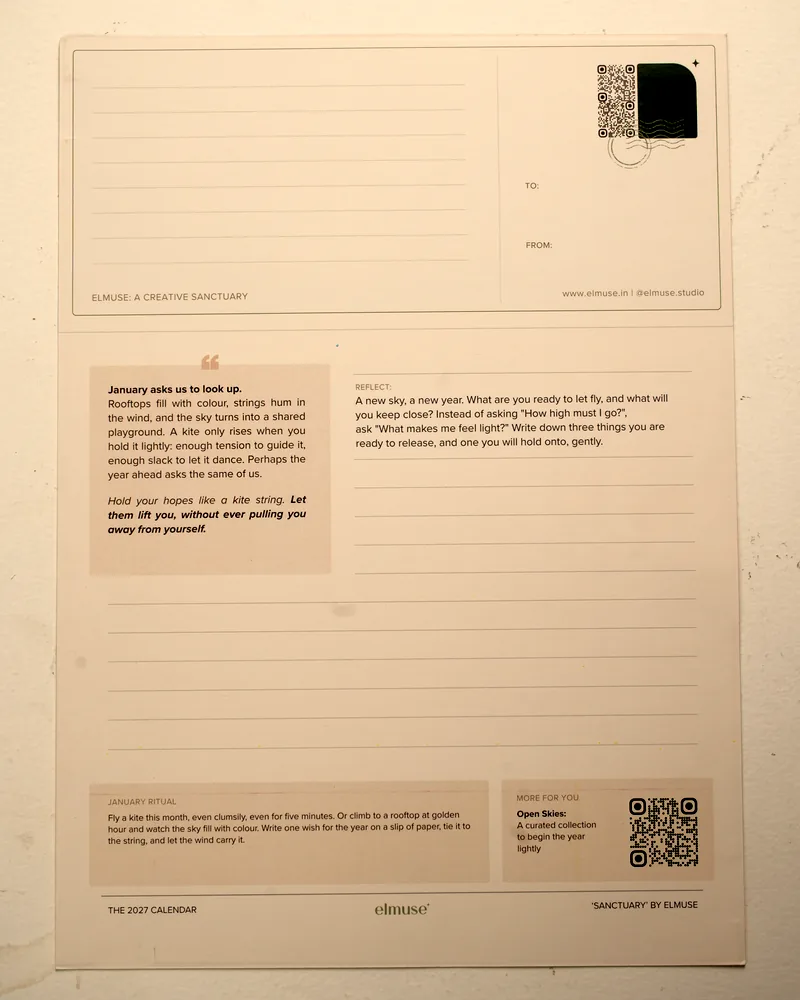 TO:
FROM:
ELMUSE: A CREATIVE SANCTUARY
www.elmuse.in | @elmuse.studio
January asks us to look up.
Rooftops fill with colour, strings hum in
the wind, and the sky turns into a shared
playground. A kite only rises when you
hold it lightly: enough tension to guide it,
enough slack to let it dance. Perhaps the
year ahead asks the same of us.
Hold your hopes like a kite string. Let
them lift you, without ever pulling you
away from yourself.
REFLECT:
A new sky, a new year. What are you ready to let fly, and what will
you keep close? Instead of asking "How high must I go?",
ask "What makes me feel light?" Write down three things you are
ready to release, and one you will hold onto, gently.
JANUARY RITUAL
Fly a kite this month, even clumsily, even for five minutes. Or climb to a rooftop at golden
hour and watch the sky fill with colour. Write one wish for the year on a slip of paper, tie it to
the string, and let the wind carry it.
MORE FOR YOU
Open Skies:
A curated collection
to begin the year
lightly
THE 2027 CALENDAR
elmuse
'SANCTUARY' BY ELMUSE